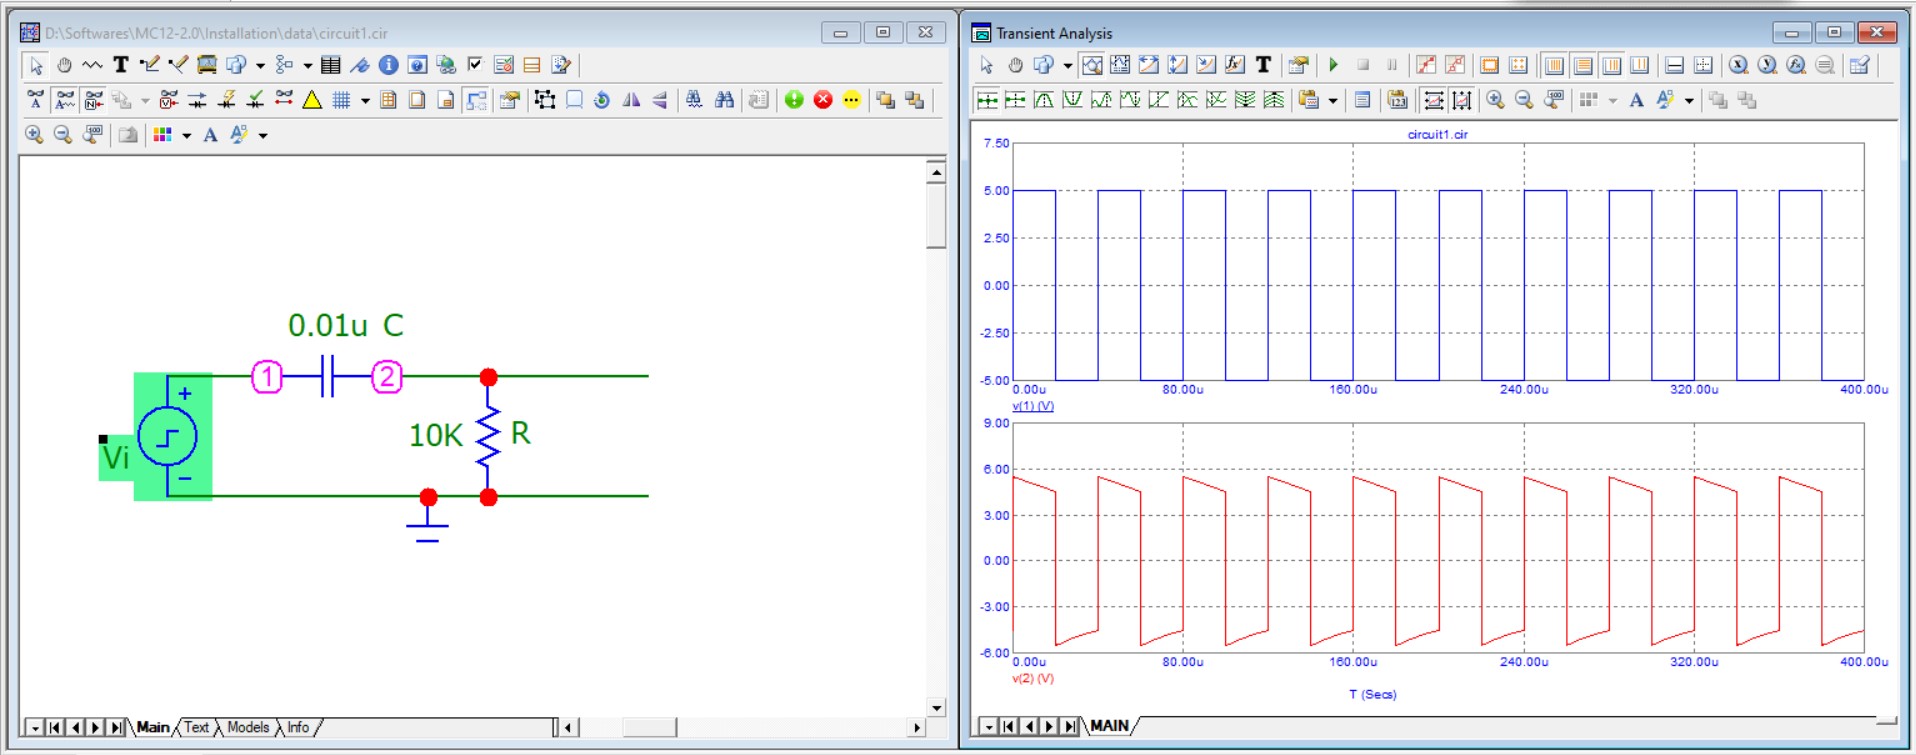 D:\Softwares\MC12-2.0\Installation\data\circuit1.cir
0.01u C
1
2
+
10K
R
Vi
−
Main
Text
Models
Info
Transient Analysis
circuit1.cir
7.50
5.00
2.50
0.00
-2.50
-5.00
0.00u 80.00u 160.00u 240.00u 320.00u 400.00u
v(1) (V)
9.00
6.00
3.00
0.00
-3.00
-6.00
0.00u 80.00u 160.00u 240.00u 320.00u 400.00u
v(2) (V)
T (Secs)
MAIN